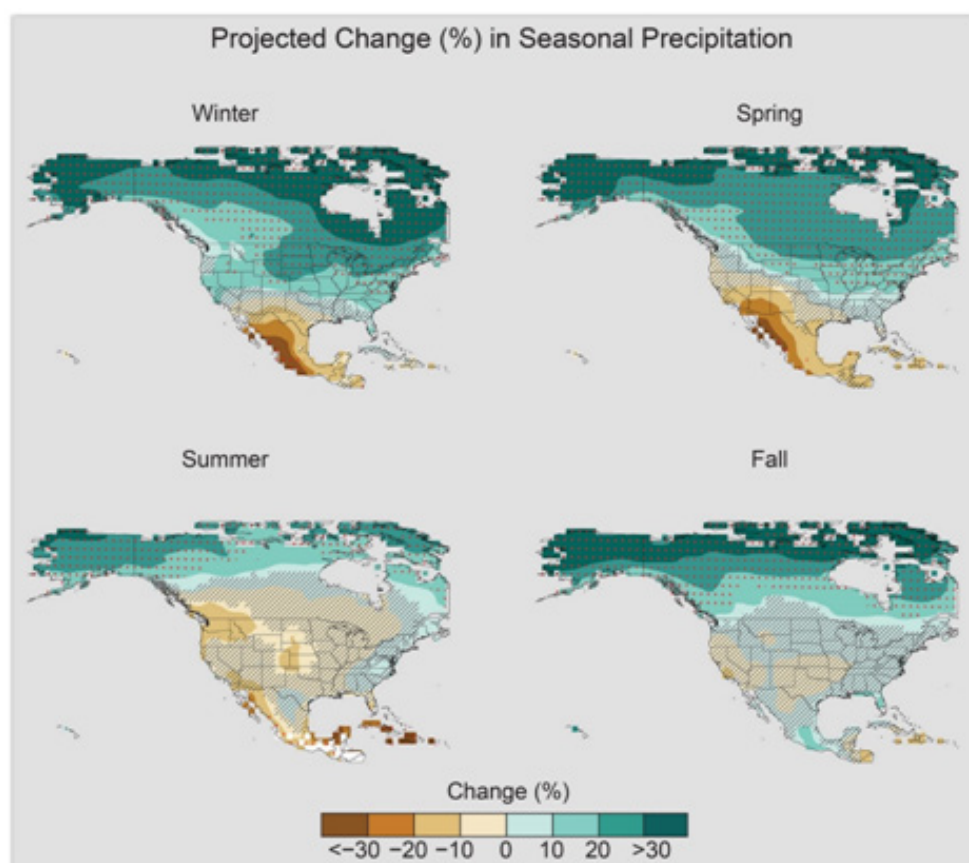 Projected Change (%) in Seasonal Precipitation
Winter
Spring
Summer
Fall
Change (%)
<−30 −20 −10 0 10 20 >30